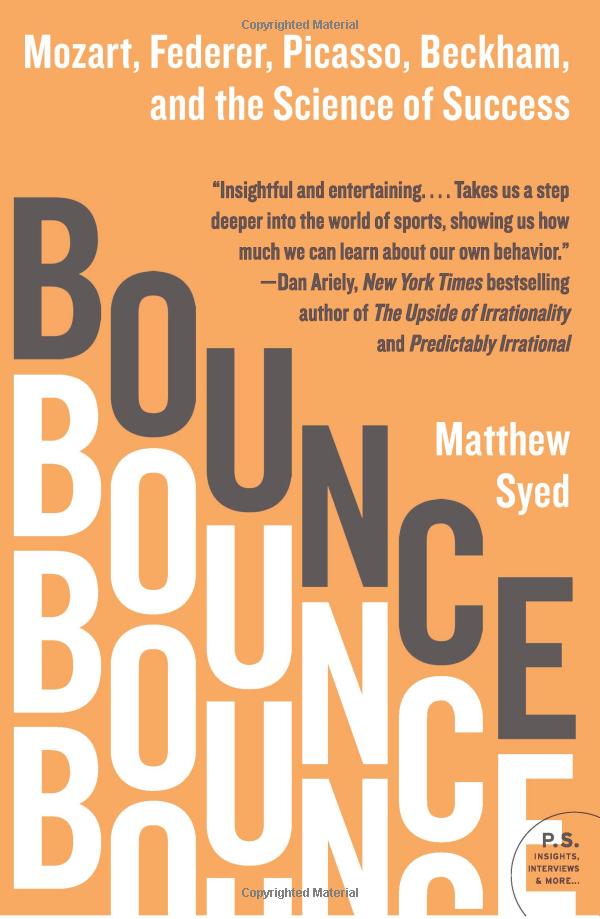 Copyrighted Material
Mozart, Federer, Picasso, Beckham,
and the Science of Success
“Insightful and entertaining. . . . Takes us a step
deeper into the world of sports, showing us how
much we can learn about our own behavior.”
—Dan Ariely, New York Times bestselling
author of The Upside of Irrationality
and Predictably Irrational
Matthew
Syed
BOUNCE
BOUNCE
BOUNC
BOUN
P.S.
INSIGHTS,
INTERVIEWS
& MORE...
Copyrighted Material